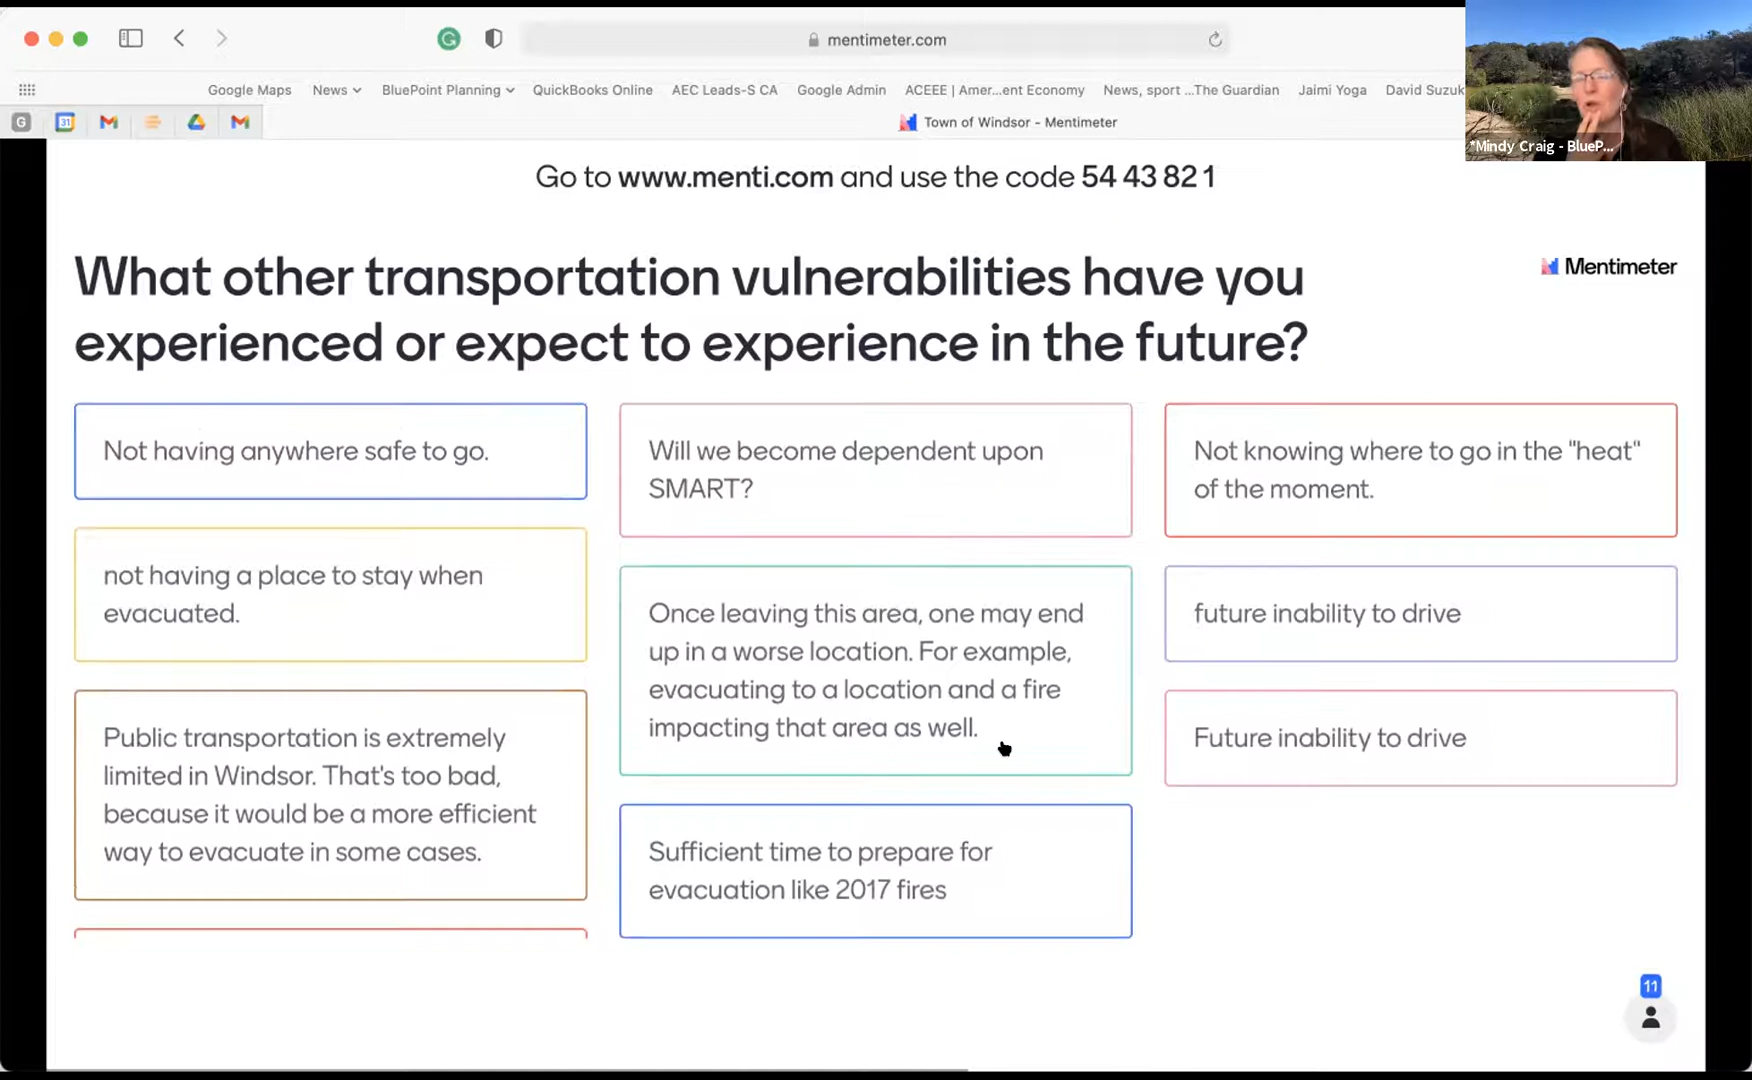 mentimeter.com
Google Maps
News
BluePoint Planning
QuickBooks Online
AEC Leads-S CA
Google Admin
ACEEE | Amer...ent Economy
News, sport ...The Guardian
Jaimi Yoga
David Suzuk
G
31
Town of Windsor - Mentimeter
*Mindy Craig - BlueP...
Go to www.menti.com and use the code 54 43 82 1
What other transportation vulnerabilities have you
experienced or expect to experience in the future?
Mentimeter
Not having anywhere safe to go.
not having a place to stay when
evacuated.
Public transportation is extremely
limited in Windsor. That's too bad,
because it would be a more efficient
way to evacuate in some cases.
Will we become dependent upon
SMART?
Once leaving this area, one may end
up in a worse location. For example,
evacuating to a location and a fire
impacting that area as well.
Sufficient time to prepare for
evacuation like 2017 fires
Not knowing where to go in the "heat"
of the moment.
future inability to drive
Future inability to drive
11